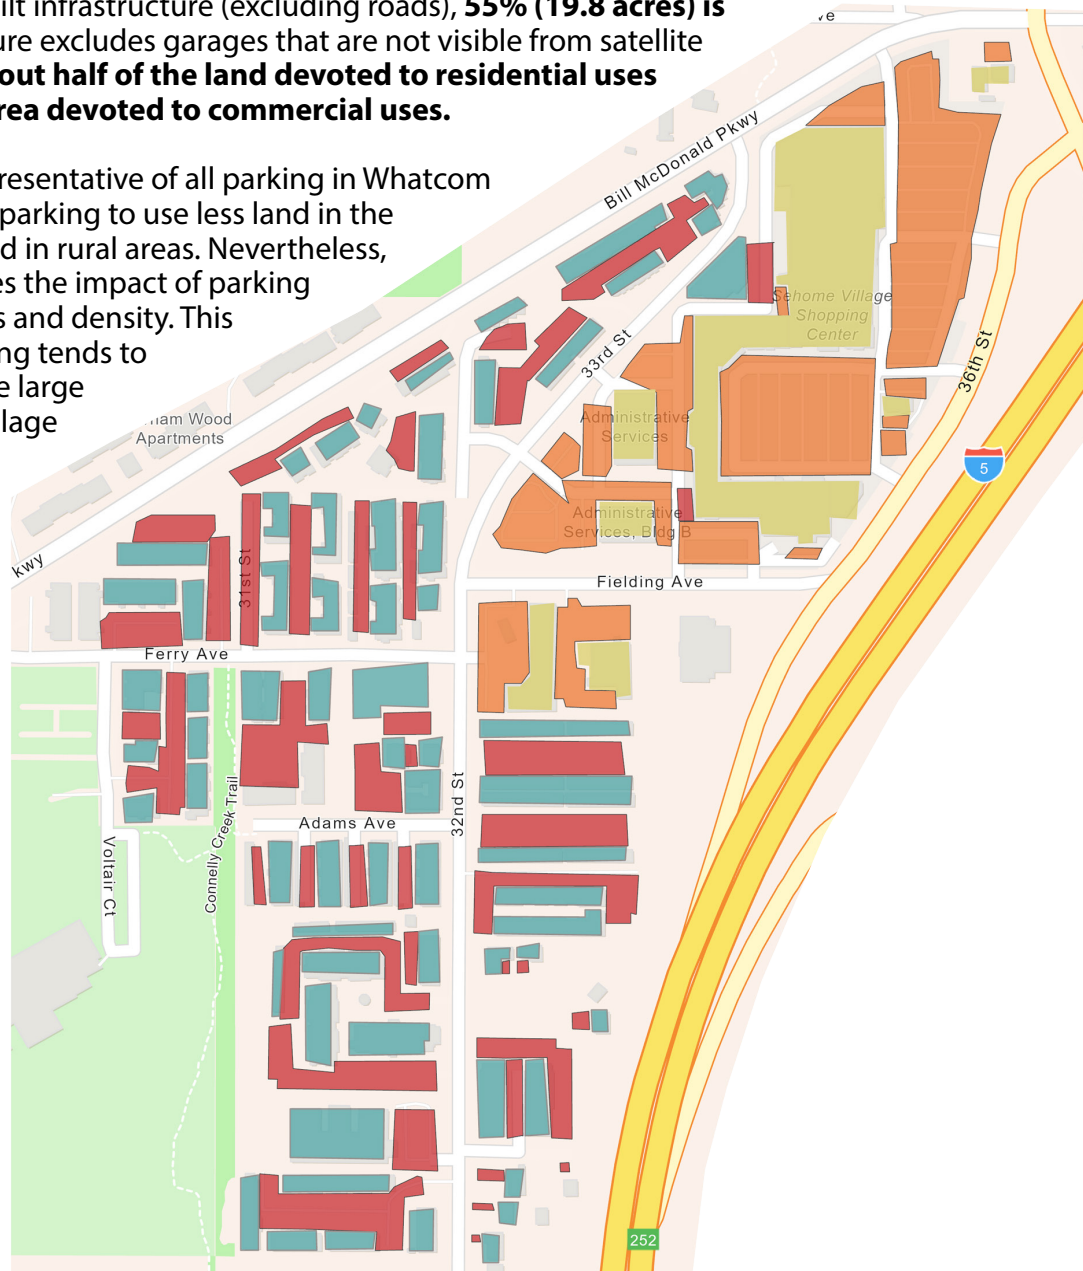 ilt infrastructure (excluding roads), 55% (19.8 acres) is
ure excludes garages that are not visible from satellite
out half of the land devoted to residential uses
rea devoted to commercial uses.
resentative of all parking in Whatcom
parking to use less land in the
d in rural areas. Nevertheless,
es the impact of parking
s and density. This
ng tends to
e large
lage
ve
Bill McDonald Pkwy
Sehome Village
Shopping
Center
36th St
33rd St
ham Wood
Apartments
Administrative
Services
5
Administrative
Services, Bldg B
kwy
31st St
Fielding Ave
Ferry Ave
Connelly Creek Trail
32nd St
Adams Ave
Voltair Ct
252